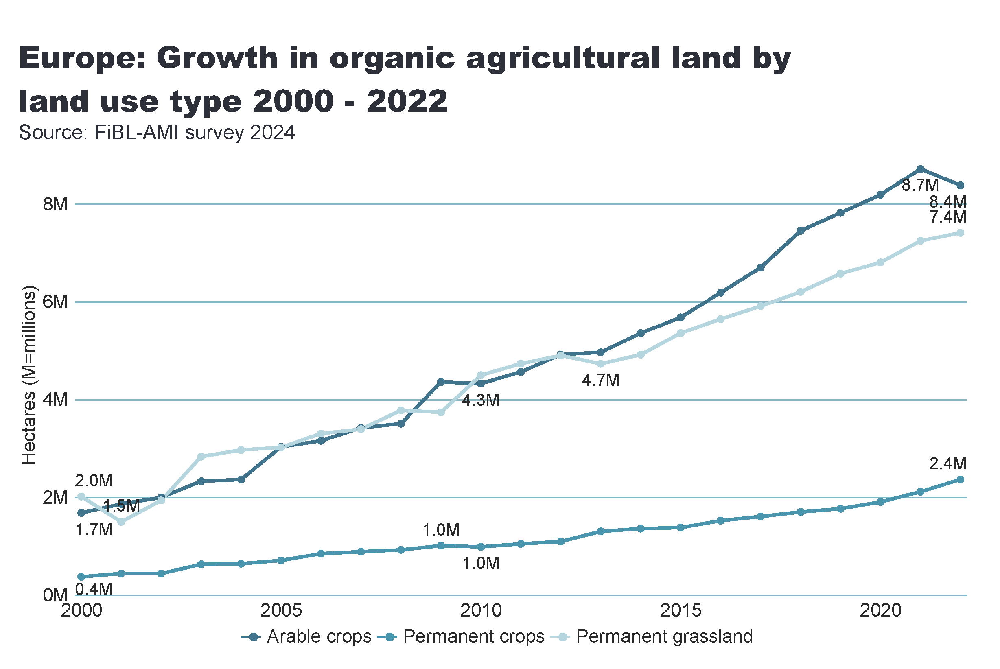 Europe: Growth in organic agricultural land by
land use type 2000 - 2022
Source: FiBL-AMI survey 2024
Hectares (M=millions)
8M
6M
4M
2M
0M
8.7M
8.4M
7.4M
4.7M
4.3M
2.4M
2.0M
1.5M
1.7M
1.0M
1.0M
0.4M
2000
2005
2010
2015
2020
Arable crops
Permanent crops
Permanent grassland